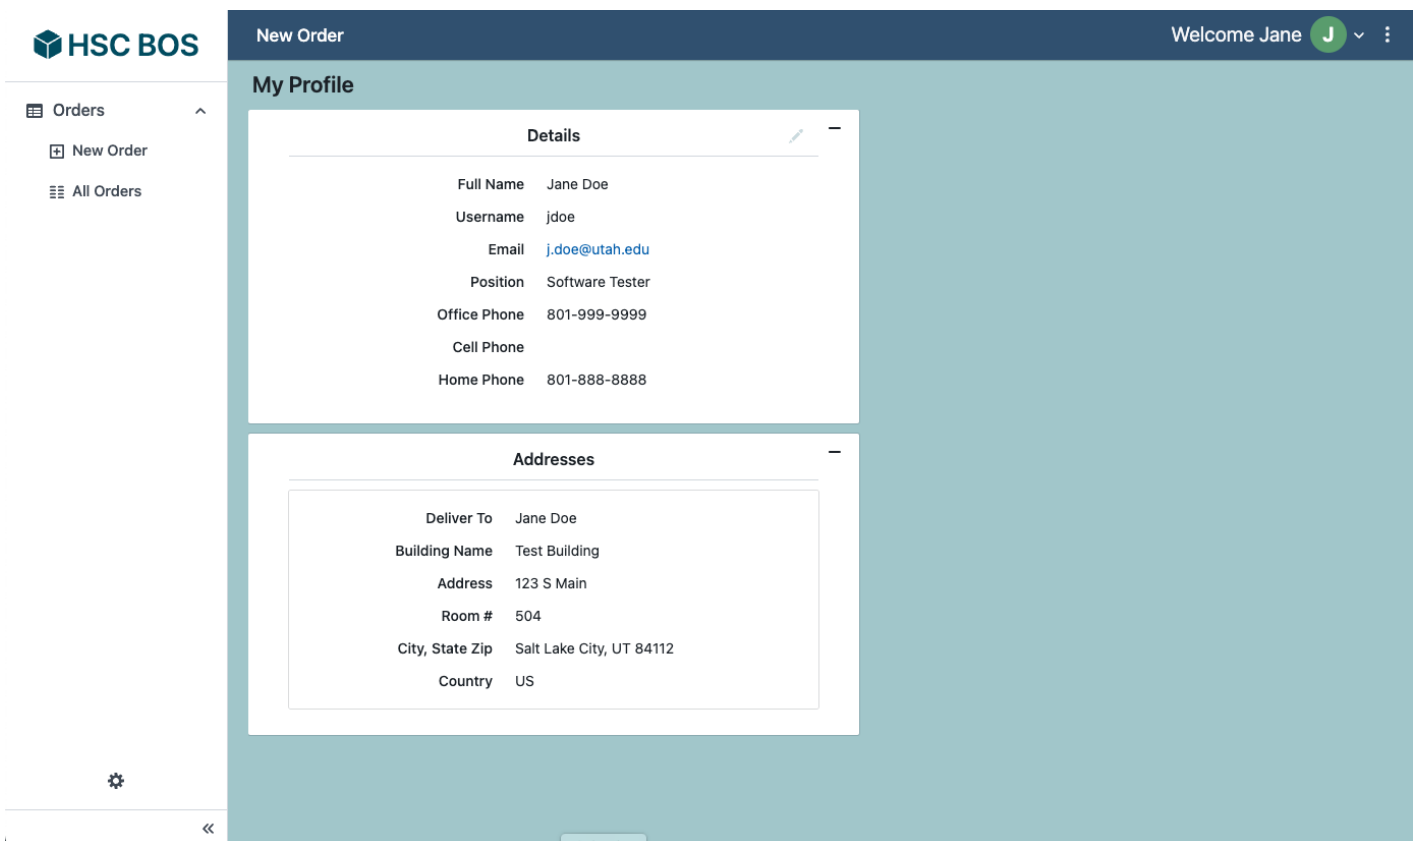 HSC BOS
New Order
Welcome Jane J
Orders
New Order
All Orders
My Profile
Details
Full Name Jane Doe
Username jdoe
Email j.doe@utah.edu
Position Software Tester
Office Phone 801-999-9999
Cell Phone
Home Phone 801-888-8888
Addresses
Deliver To Jane Doe
Building Name Test Building
Address 123 S Main
Room # 504
City, State Zip Salt Lake City, UT 84112
Country US